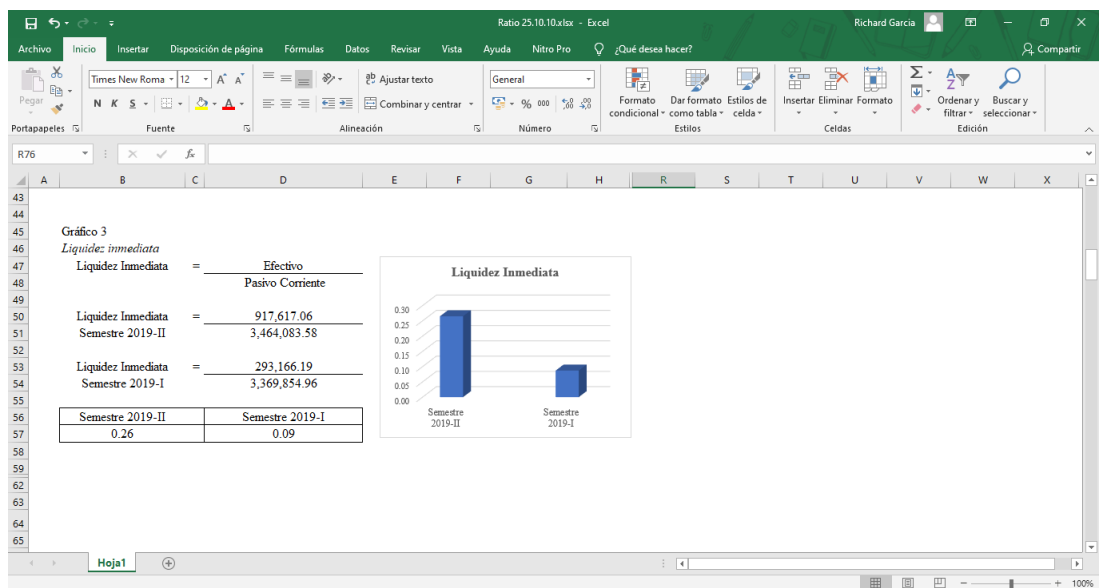 Ratio 25.10.10.xlsx - Excel
Richard Garcia
Archivo Inicio Insertar Disposición de página Fórmulas Datos Revisar Vista Ayuda Nitro Pro ¿Qué desea hacer? Compartir
Pegar
Times New Roma 12 A A
N K S A
Ajustar texto
Combinar y centrar
General
% 000
Formato condicional
Dar formato como tabla
Estilos de celda
Insertar Eliminar Formato
Ordenar y filtrar
Buscar y seleccionar
Portapapeles Fuente Alineación Número Estilos Celdas Edición
R76 fx
A B C D E F G H R S T U V W X
43
44
45 Gráfico 3
46 Liquidez inmediata
47 Liquidez Inmediata = Efectivo
48 Pasivo Corriente
49
50 Liquidez Inmediata = 917,617.06
51 Semestre 2019-II 3,464,083.58
52
53 Liquidez Inmediata = 293,166.19
54 Semestre 2019-I 3,369,854.96
55
56 Semestre 2019-II Semestre 2019-I
57 0.26 0.09
58
59
62
63
64
65
Liquidez Inmediata
0.30
0.25
0.20
0.15
0.10
0.05
0.00
Semestre 2019-II
Semestre 2019-I
Hoja1
100%